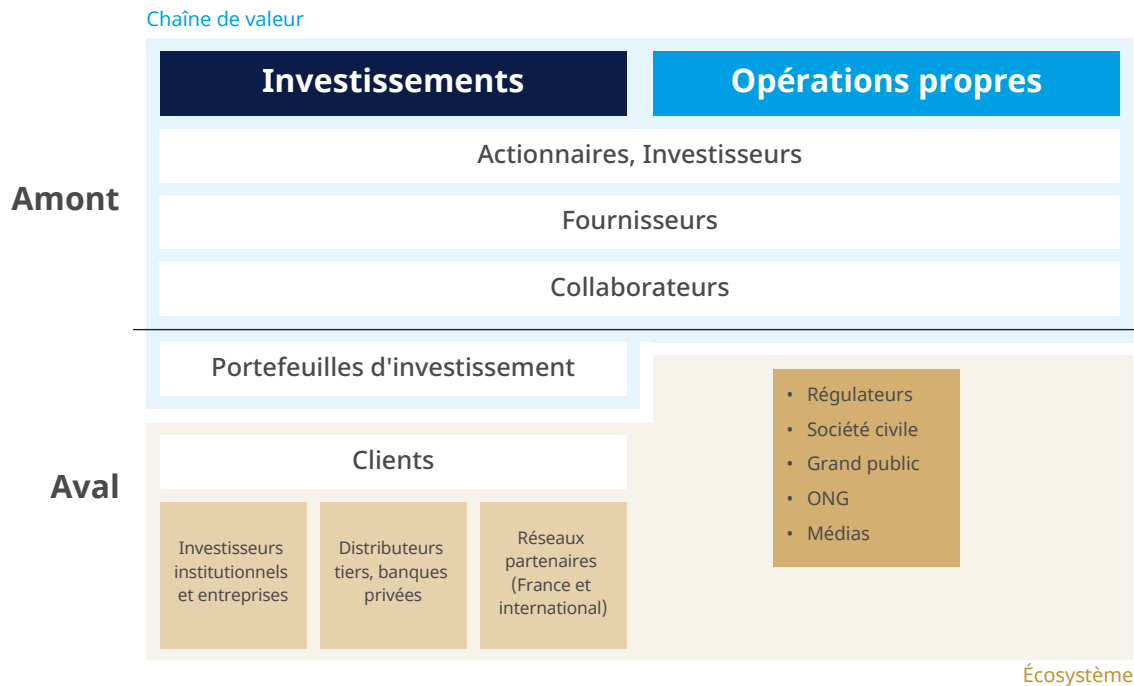 Chaîne de valeur
Investissements
Opérations propres
Amont
Actionnaires, Investisseurs
Fournisseurs
Collaborateurs
Portefeuilles d'investissement
Aval
Clients
Investisseurs
institutionnels
et entreprises
Distributeurs
tiers, banques
privées
Réseaux
partenaires
(France et
international)
• Régulateurs
• Société civile
• Grand public
• ONG
• Médias
Écosystème